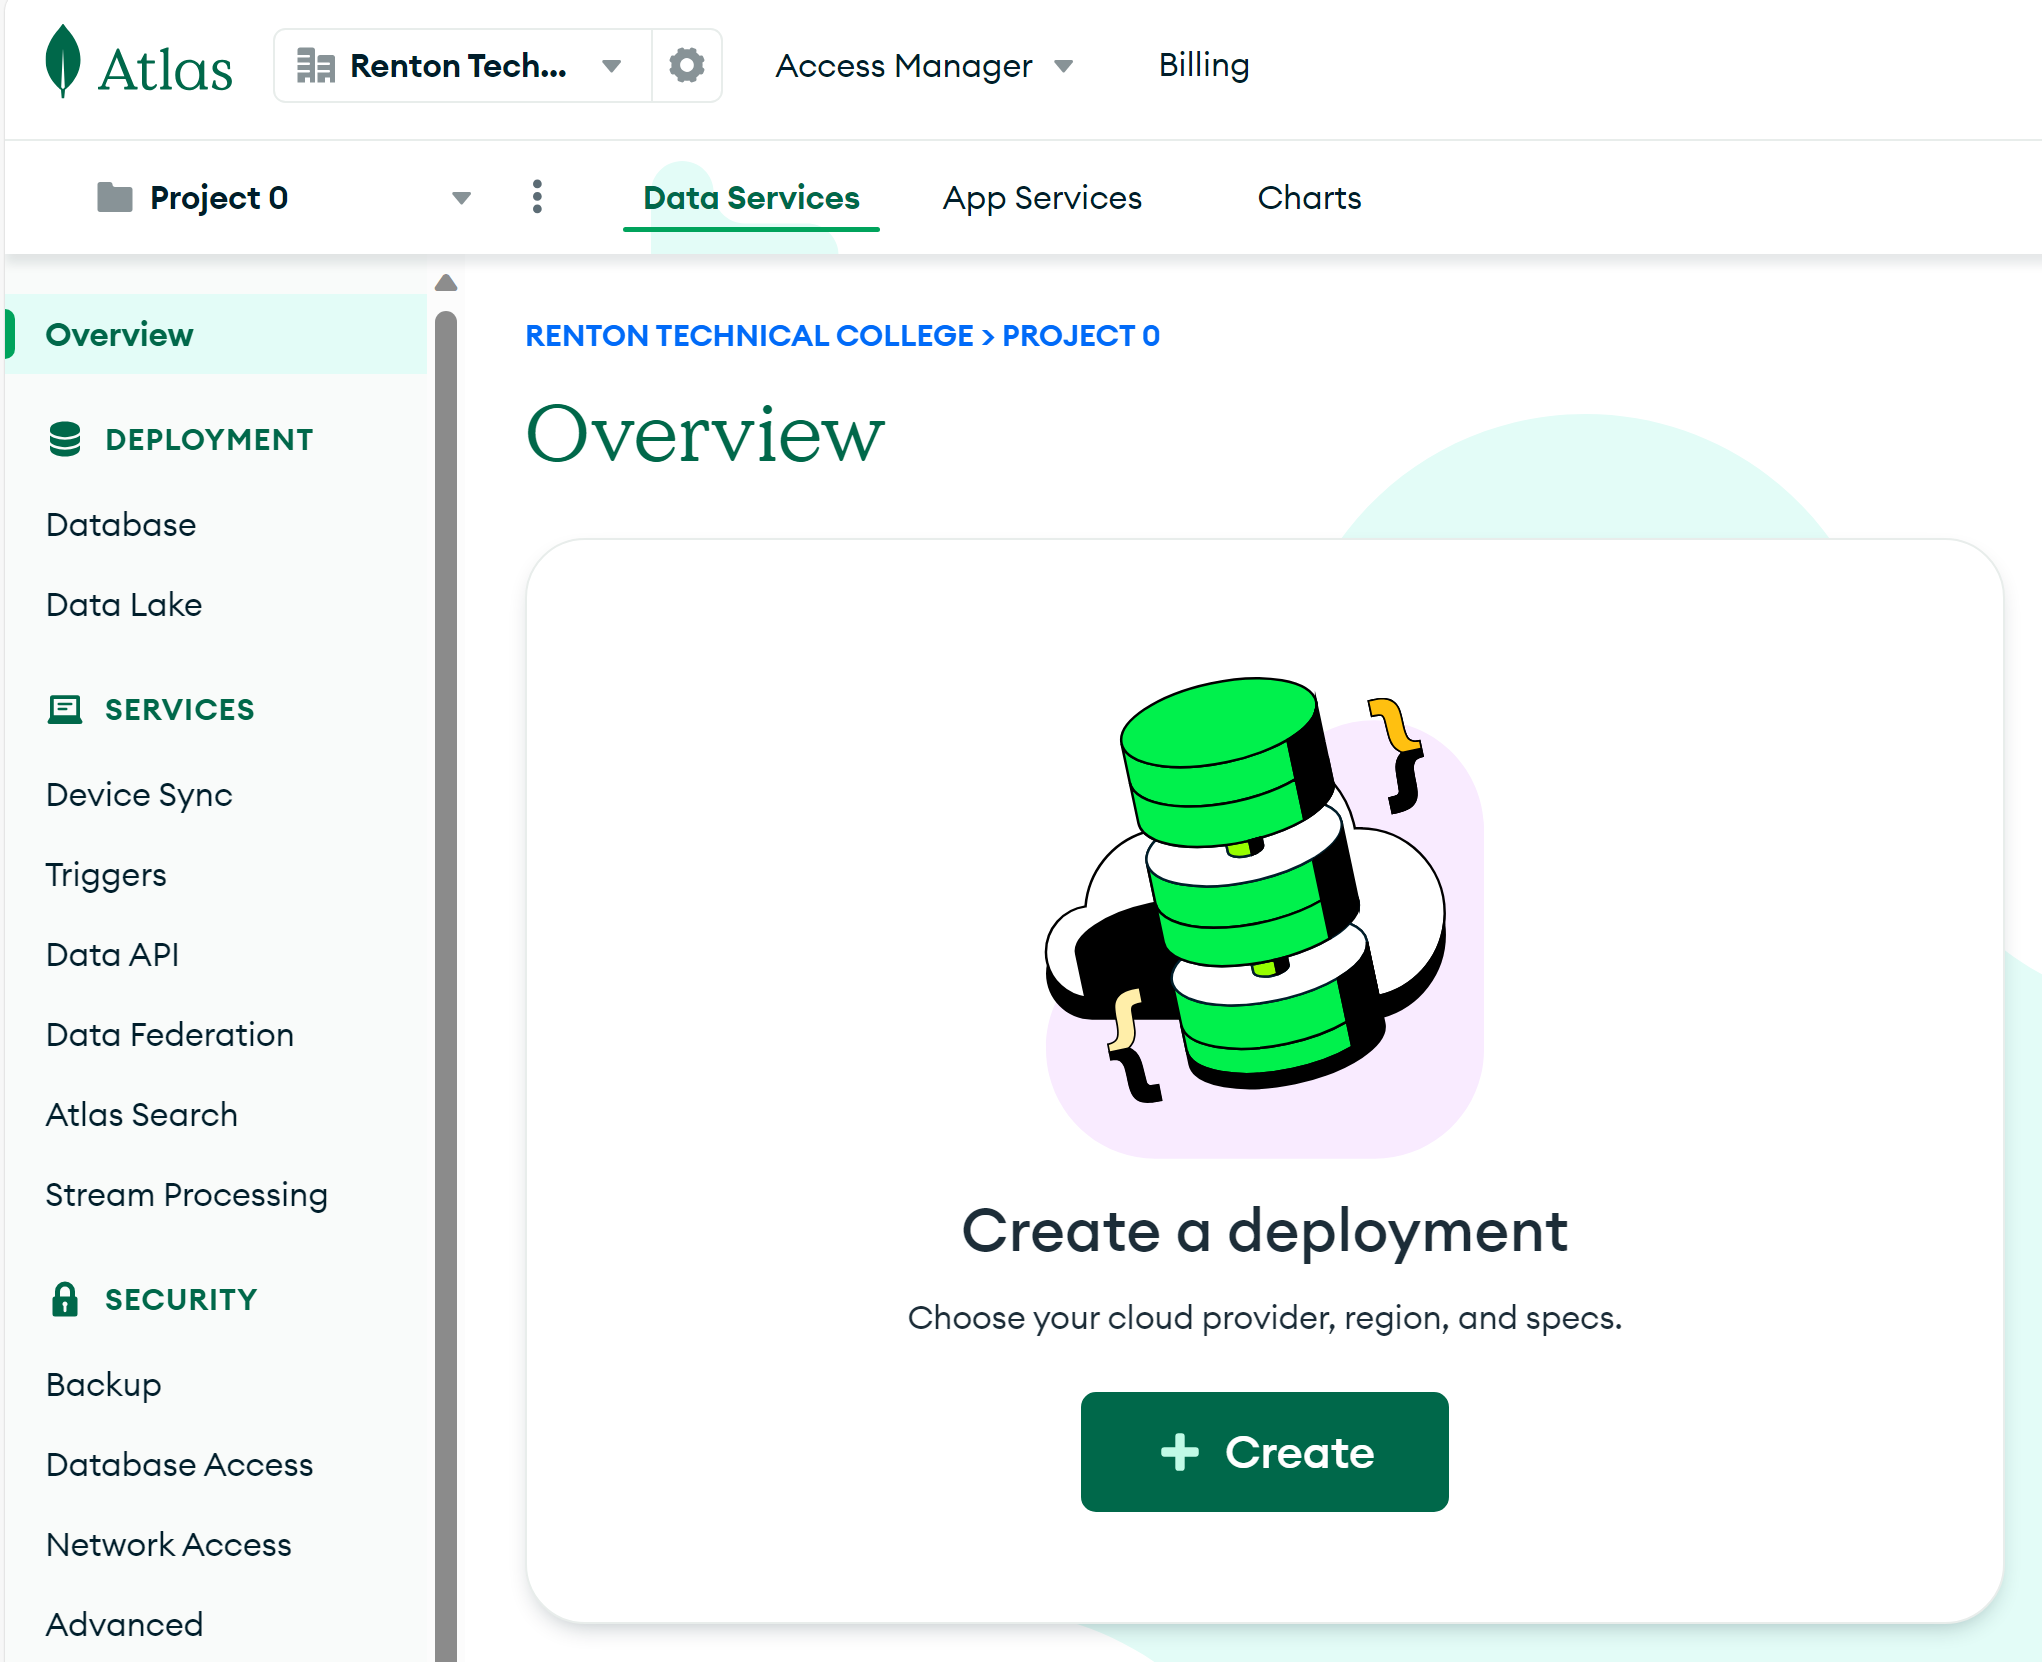 Atlas
Renton Tech...
Access Manager
Billing
Project 0
Data Services
App Services
Charts
Overview
DEPLOYMENT
Database
Data Lake
SERVICES
Device Sync
Triggers
Data API
Data Federation
Atlas Search
Stream Processing
SECURITY
Backup
Database Access
Network Access
Advanced
RENTON TECHNICAL COLLEGE > PROJECT 0
Overview
Create a deployment
Choose your cloud provider, region, and specs.
+ Create